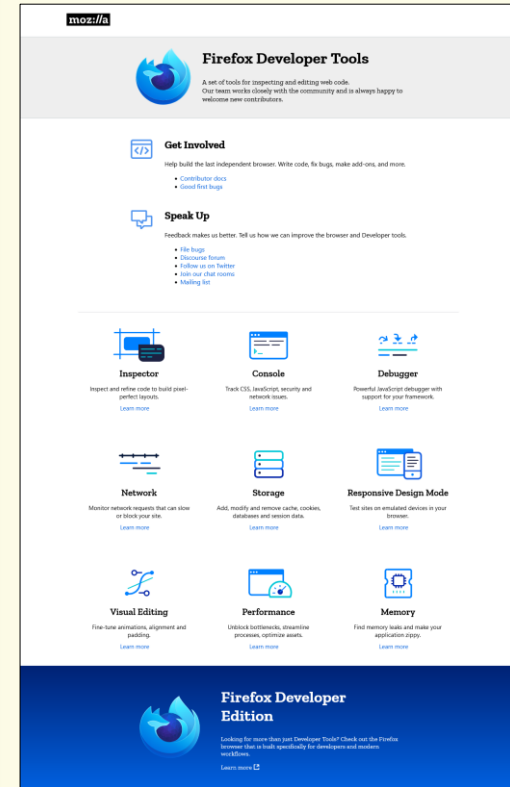 moz://a
Firefox Developer Tools
A set of tools for inspecting and editing web code.
Our team works closely with the community and is always happy to
welcome new contributors.
Get Involved
Help build the last independent browser. Write code, fix bugs, make add-ons, and more.
Contributor docs
Good first bugs
Speak Up
Feedback makes us better. Tell us how we can improve the browser and Developer tools.
File bugs
Discourse forum
Follow us on Twitter
Join our chat rooms
Mailing list
Inspector
Inspect and refine code to build pixel-
perfect layouts.
Learn more
Console
Track CSS, JavaScript, security and
network issues.
Learn more
Debugger
Powerful JavaScript debugger with
support for your framework.
Learn more
Network
Monitor network requests that can slow
or block your site.
Learn more
Storage
Add, modify and remove cache, cookies,
databases and session data.
Learn more
Responsive Design Mode
Test sites on emulated devices in your
browser.
Learn more
Visual Editing
Fine-tune animations, alignment and
padding.
Learn more
Performance
Unblock bottlenecks, streamline
processes, optimize assets.
Learn more
Memory
Find memory leaks and make your
application zippy.
Learn more
Firefox Developer
Edition
Looking for more than just Developer Tools? Check out the Firefox
browser that is built specifically for developers and modern
workflows.
Learn more